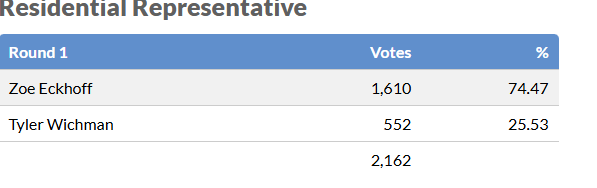 Residential Representative
Round 1 Votes %
Zoe Eckhoff 1,610 74.47
Tyler Wichman 552 25.53
2,162